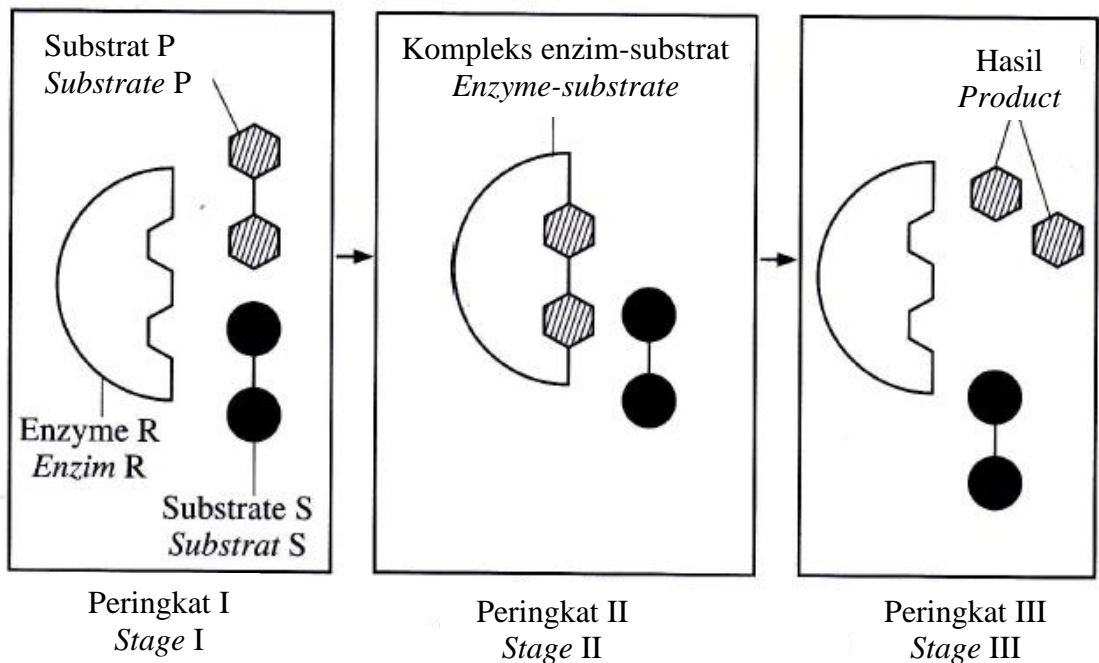 Substrat P
Substrate P
Enzyme R
Enzim R
Substrate S
Substrat S
Peringkat I
Stage I
Kompleks enzim-substrat
Enzyme-substrate
Peringkat II
Stage II
Hasil
Product
Peringkat III
Stage III